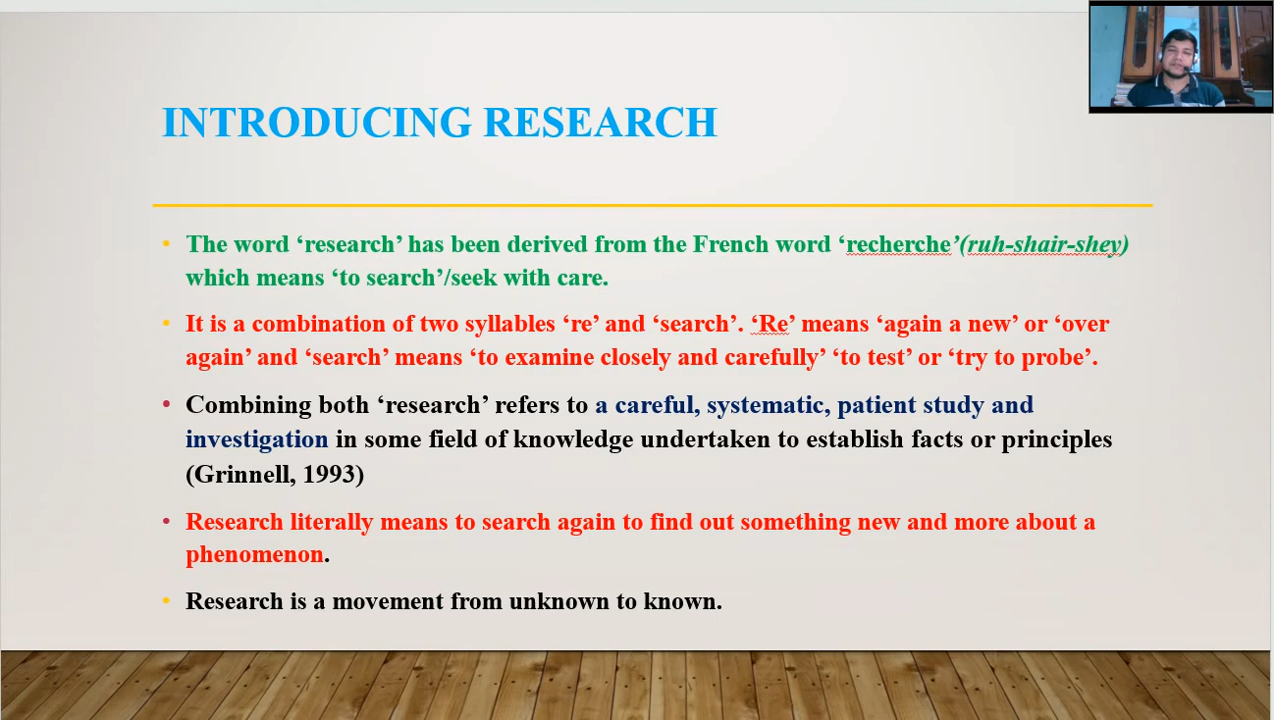 INTRODUCING RESEARCH
• The word ‘research’ has been derived from the French word ‘recherche’(ruh-shair-shey)
which means ‘to search’/seek with care.
• It is a combination of two syllables ‘re’ and ‘search’. ‘Re’ means ‘again a new’ or ‘over
again’ and ‘search’ means ‘to examine closely and carefully’ ‘to test’ or ‘try to probe’.
• Combining both ‘research’ refers to a careful, systematic, patient study and
investigation in some field of knowledge undertaken to establish facts or principles
(Grinnell, 1993)
• Research literally means to search again to find out something new and more about a
phenomenon.
• Research is a movement from unknown to known.